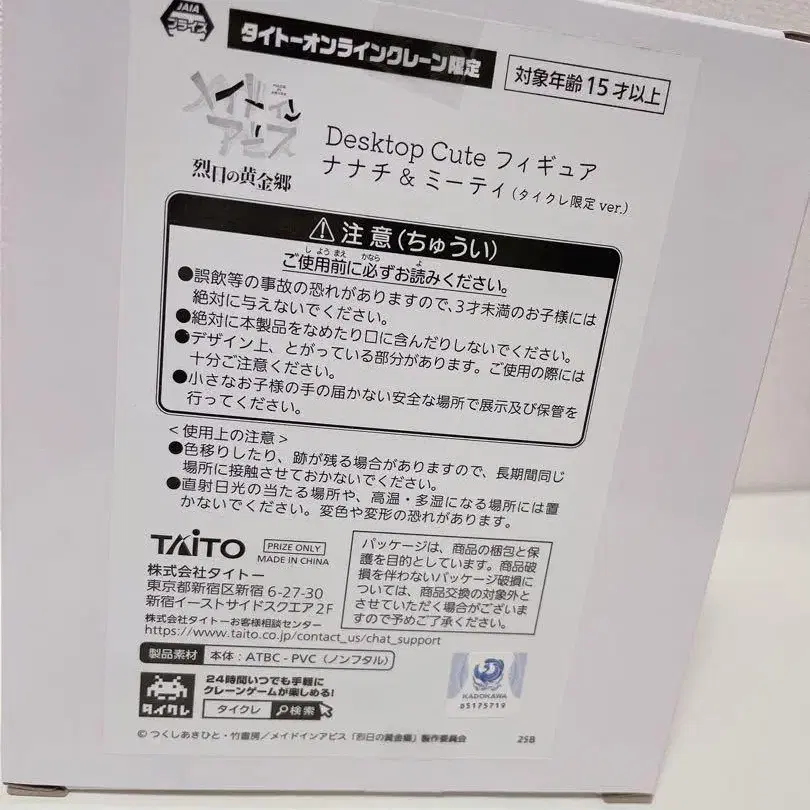 JAIA
プライズ
タイトーオンラインクレーン限定
対象年齢15才以上
メイドイン
アビス
烈日の黄金郷
Desktop Cute フィギュア
ナナチ & ミーティ(タイクレ限定 ver.)
⚠注意(ちゅうい)
しよう まえ かなら よ
ご使用前に必ずお読みください。
●誤飲等の事故の恐れがありますので、3才未満のお子様には
絶対に与えないでください。
●絶対に本製品をなめたり口に含んだりしないでください。
●デザイン上、とがっている部分があります。ご使用の際には
十分ご注意ください。
●小さなお子様の手の届かない安全な場所で展示及び保管を
行ってください。
<使用上の注意>
●色移りしたり、跡が残る場合がありますので、長期間同じ
場所に接触させておかないでください。
●直射日光の当たる場所や、高温・多湿になる場所には置
かないでください。変色や変形の恐れがあります。
TAITO
PRIZE ONLY
MADE IN CHINA
株式会社タイトー
東京都新宿区新宿 6-27-30
新宿イーストサイドスクエア2F
株式会社タイトーお客様相談センター
https://www.taito.co.jp/contact_us/chat_support
パッケージは、商品の梱包と保
護を目的としています。商品破
損を伴わないパッケージ破損に
ついては、商品交換の対象外と
させていただく場合がございま
すので予めご了承ください。
製品素材 本体:ATBC-PVC(ノンフタル)
タイクレ
24時間いつでも手軽に
クレーンゲームが楽しめる!
タイクレ 検索
KADOKAWA
05175719
© つくしあきひと・竹書房/メイドインアビス「烈日の黄金郷」製作委員会
25B